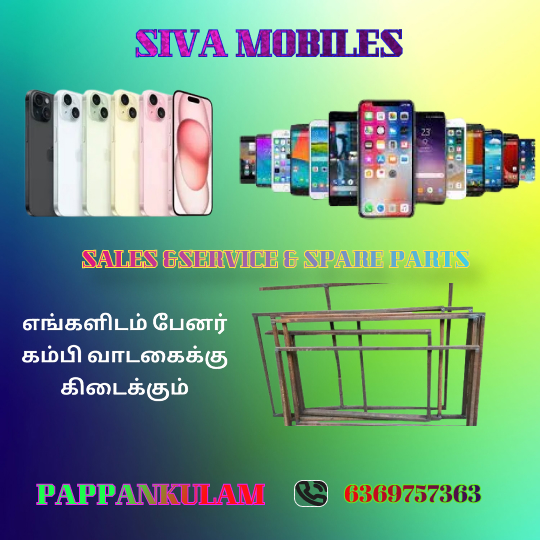 SIVA MOBILES
SALES &SERVICE & SPARE PARTS
எங்களிடம் பேனர்
கம்பி வாடகைக்கு
கிடைக்கும்
PAPPANKULAM 6369757363